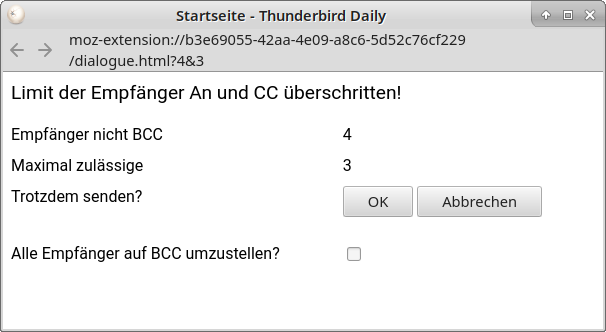 Startseite - Thunderbird Daily
moz-extension://b3e69055-42aa-4e09-a8c6-5d52c76cf229
/dialogue.html?4&3
Limit der Empfänger An und CC überschritten!
Empfänger nicht BCC 4
Maximal zulässige 3
Trotzdem senden? OK Abbrechen
Alle Empfänger auf BCC umzustellen?